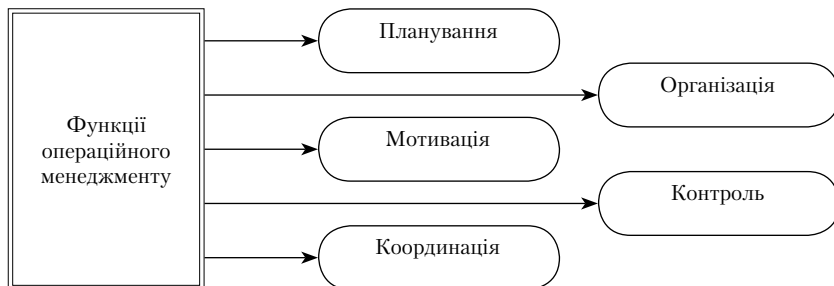 Функції
операційного
менеджменту
Планування
Організація
Мотивація
Контроль
Координація